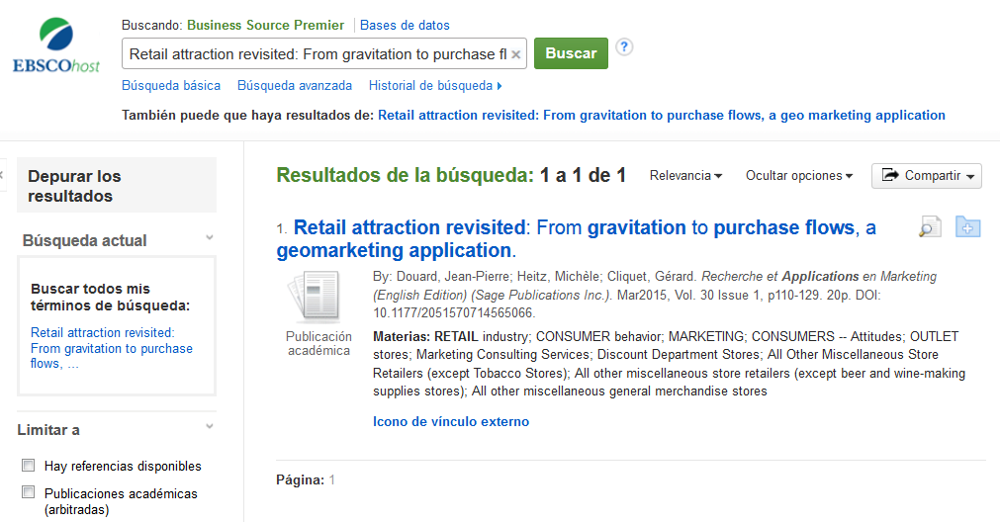 EBSCOhost
Buscando: Business Source Premier Bases de datos
Retail attraction revisited: From gravitation to purchase fl ×
Buscar ?
Búsqueda básica Búsqueda avanzada Historial de búsqueda
También puede que haya resultados de: Retail attraction revisited: From gravitation to purchase flows, a geo marketing application
Depurar los
resultados
Búsqueda actual
Buscar todos mis
términos de búsqueda:
Retail attraction revisited:
From gravitation to purchase
flows, ...
Limitar a
Hay referencias disponibles
Publicaciones académicas
(arbitradas)
Resultados de la búsqueda: 1 a 1 de 1
Relevancia Ocultar opciones Compartir
1. Retail attraction revisited: From gravitation to purchase flows, a
geomarketing application.
Publicación
académica
By: Douard, Jean-Pierre; Heitz, Michèle; Cliquet, Gérard. Recherche et Applications en Marketing
(English Edition) (Sage Publications Inc.). Mar2015, Vol. 30 Issue 1, p110-129. 20p. DOI:
10.1177/2051570714565066.
Materias: RETAIL industry; CONSUMER behavior; MARKETING; CONSUMERS -- Attitudes; OUTLET
stores; Marketing Consulting Services; Discount Department Stores; All Other Miscellaneous Store
Retailers (except Tobacco Stores); All other miscellaneous store retailers (except beer and wine-making
supplies stores); All other miscellaneous general merchandise stores
Icono de vínculo externo
Página: 1